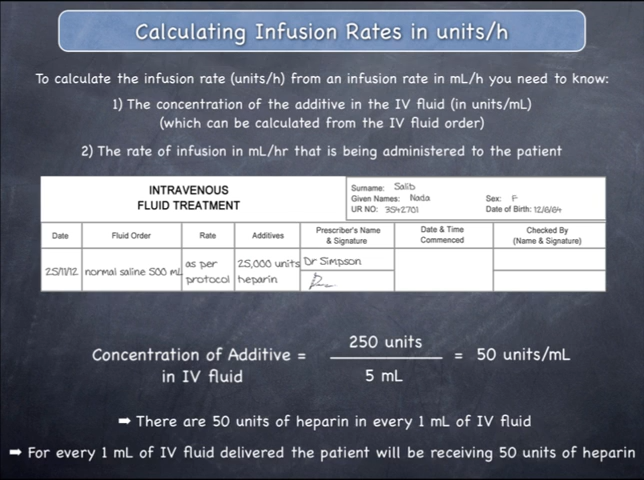 Calculating Infusion Rates in units/h
To calculate the infusion rate (units/h) from an infusion rate in mL/h you need to know:
1) The concentration of the additive in the IV fluid (in units/mL)
(which can be calculated from the IV fluid order)
2) The rate of infusion in mL/hr that is being administered to the patient
INTRAVENOUS
FLUID TREATMENT
Surname: Salib
Given Names: Nada Sex: F
UR NO: 3542701 Date of Birth: 12/6/64
Date Fluid Order Rate Additives Prescriber's Name & Signature Date & Time Commenced Checked By (Name & Signature)
25/11/12 normal saline 500 mL as per protocol 25,000 units heparin Dr Simpson
Concentration of Additive = 250 units = 50 units/mL
in IV fluid 5 mL
➡ There are 50 units of heparin in every 1 mL of IV fluid
➡ For every 1 mL of IV fluid delivered the patient will be receiving 50 units of heparin